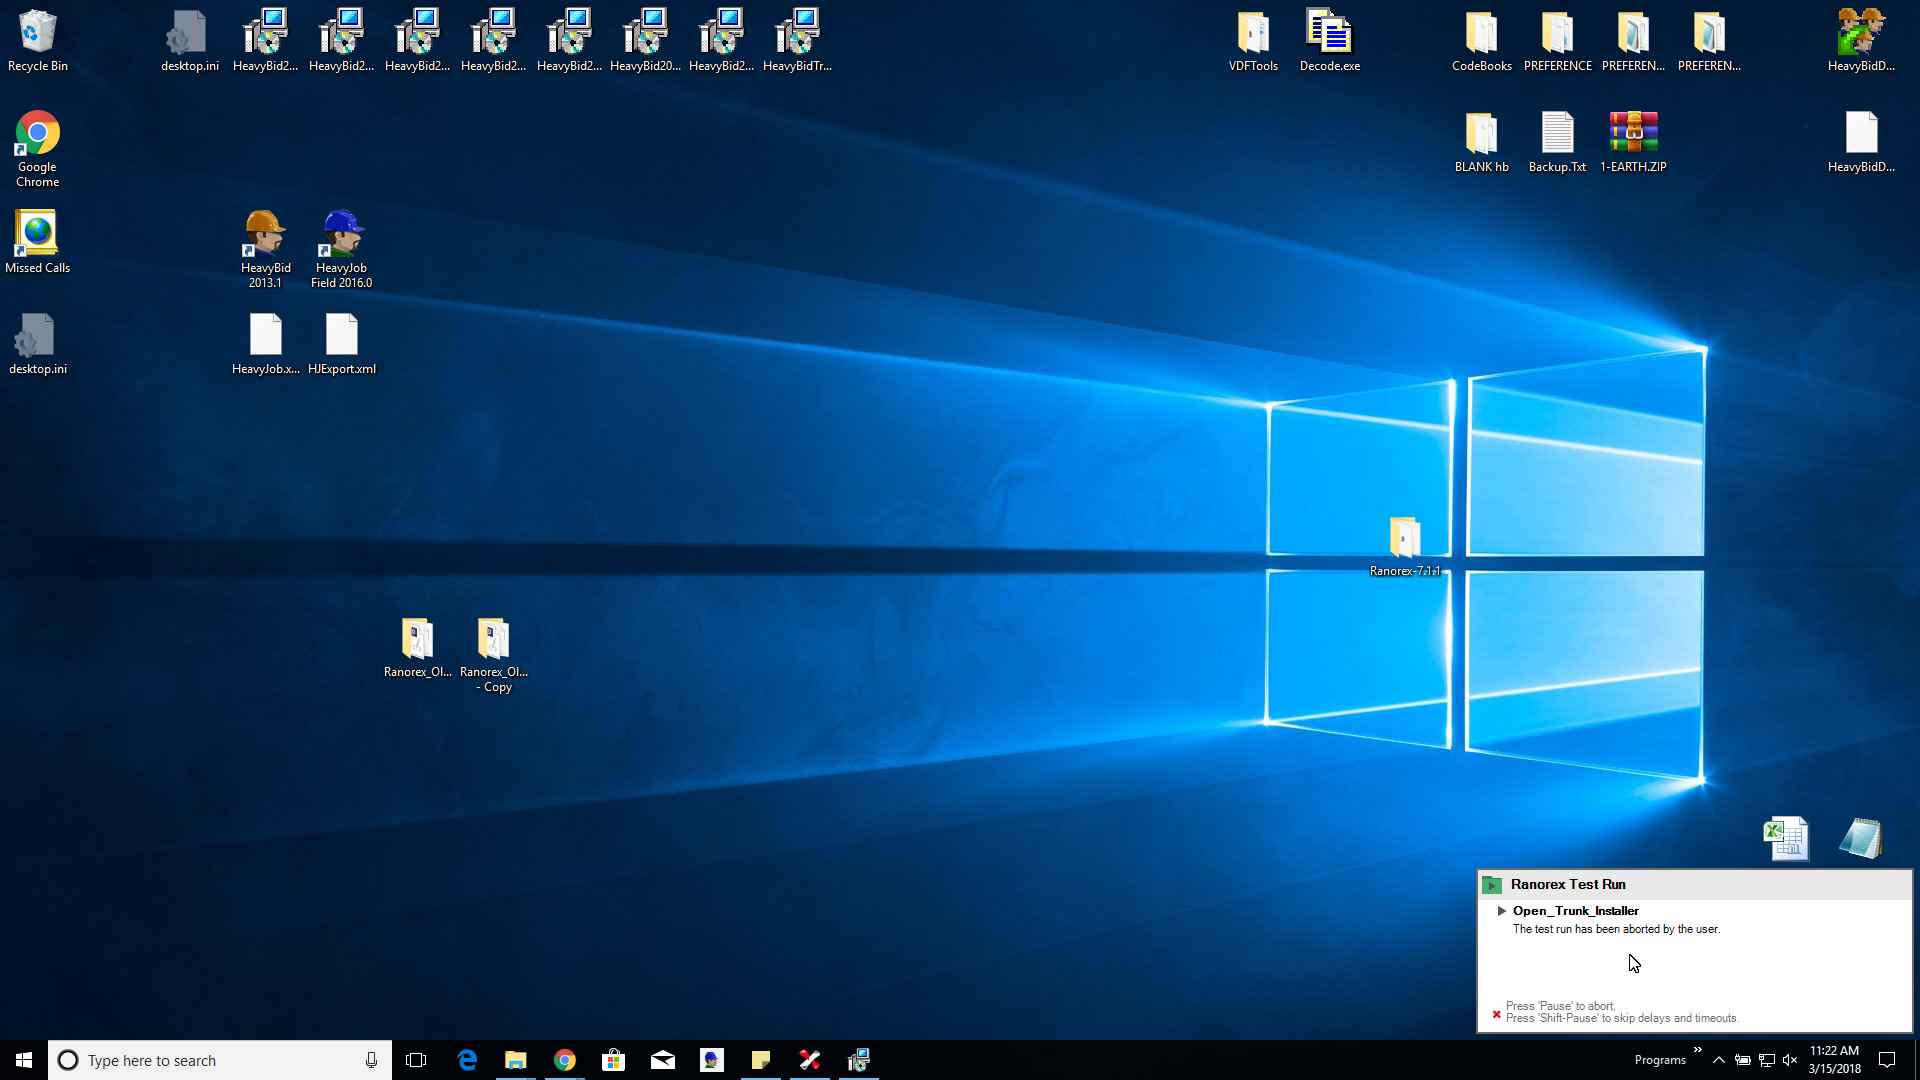 Recycle Bin
desktop.ini
HeavyBid2...
HeavyBid2...
HeavyBid2...
HeavyBid2...
HeavyBid2...
HeavyBid20...
HeavyBid2...
HeavyBidTr...
VDFTools
Decode.exe
CodeBooks
PREFERENCE
PREFEREN...
PREFEREN...
HeavyBidD...
Google
Chrome
BLANK hb
Backup.Txt
1-EARTH.ZIP
HeavyBidD...
Missed Calls
HeavyBid
2013.1
HeavyJob
Field 2016.0
desktop.ini
HeavyJob.x...
HJExport.xml
Ranorex-7.1.1
Ranorex_Ol...
Ranorex_Ol...
- Copy
Ranorex Test Run
Open_Trunk_Installer
The test run has been aborted by the user.
Press 'Pause' to abort.
Press 'Shift-Pause' to skip delays and timeouts.
Type here to search
Programs
11:22 AM
3/15/2018